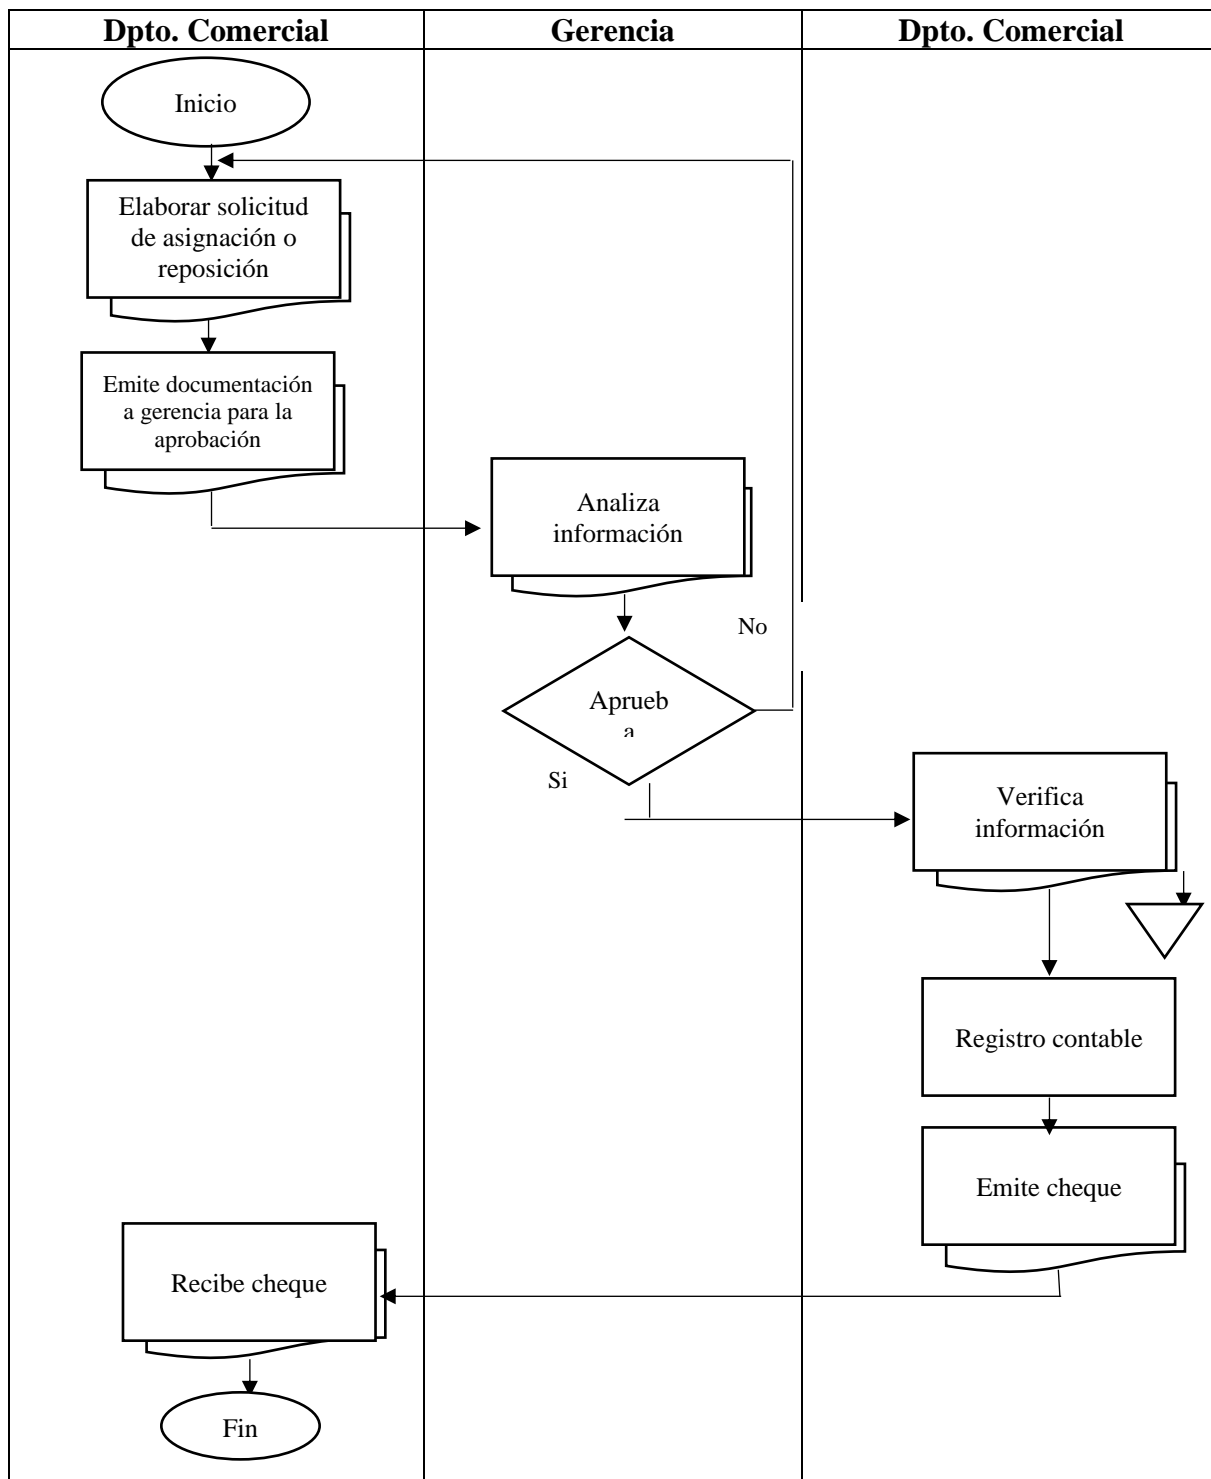 Dpto. Comercial
Gerencia
Dpto. Comercial
Inicio
Elaborar solicitud
de asignación o
reposición
Emite documentación
a gerencia para la
aprobación
Analiza
información
No
Aprueb
a
Si
Verifica
información
Registro contable
Emite cheque
Recibe cheque
Fin